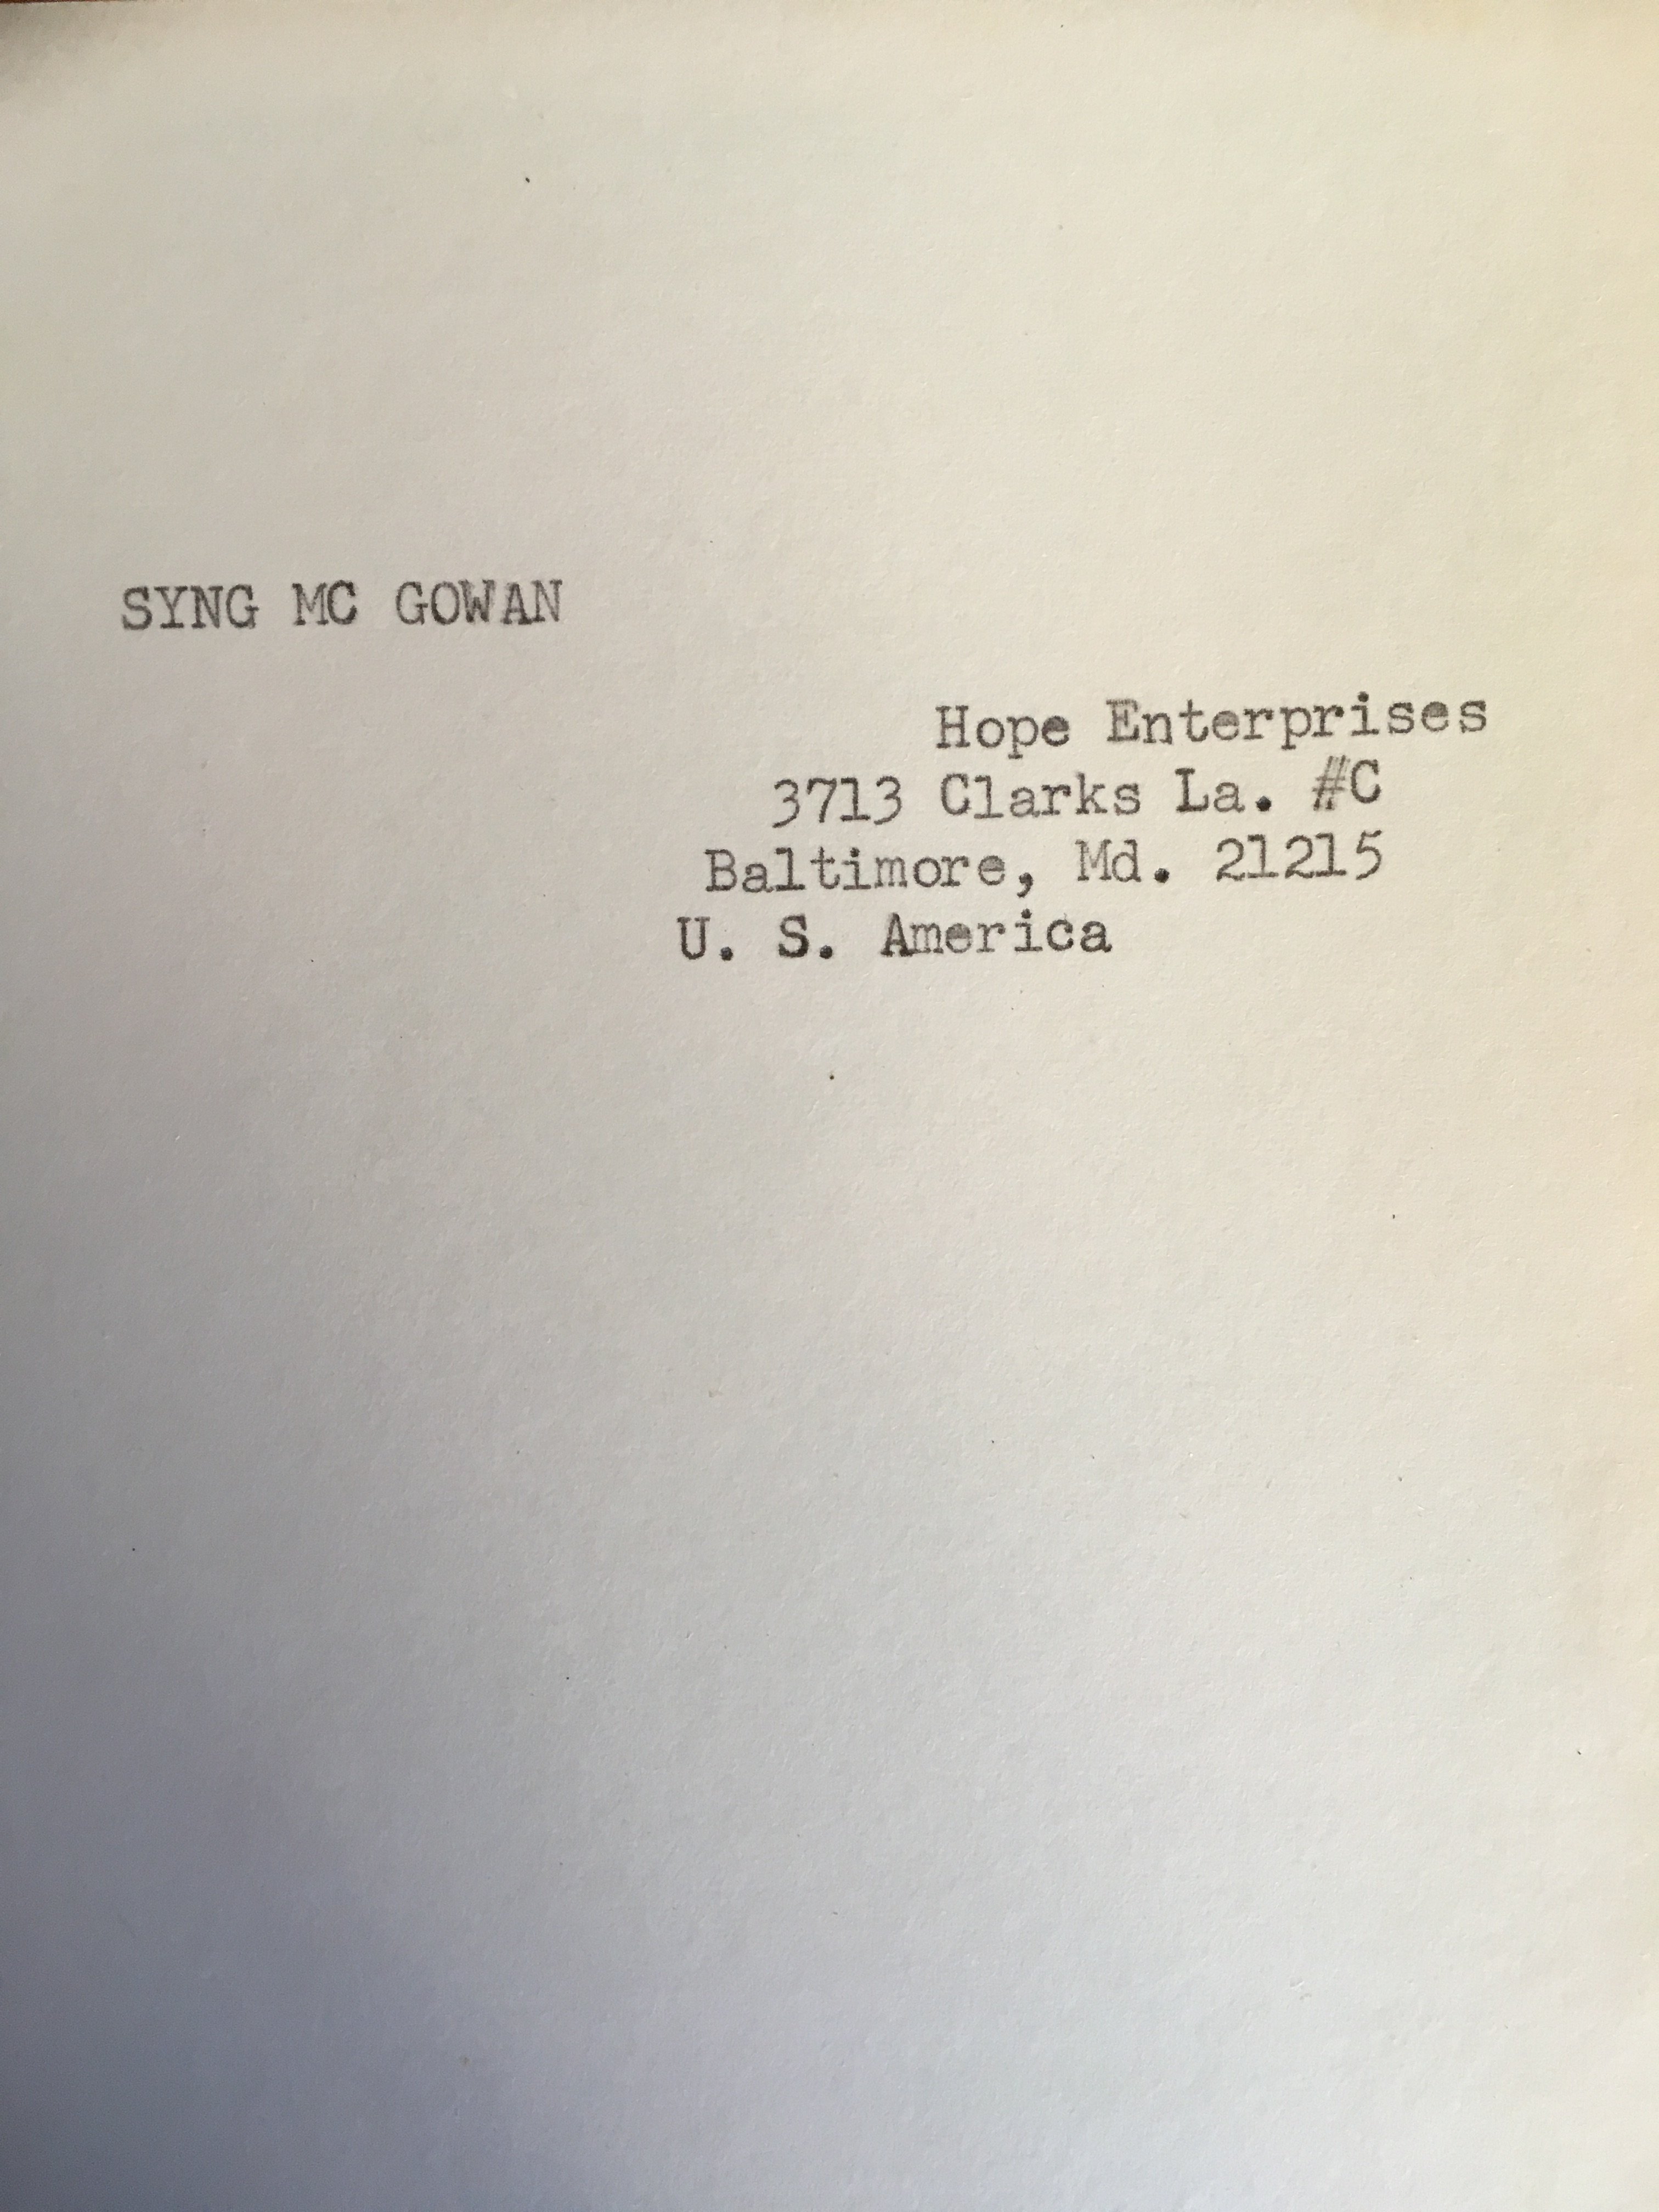 SYNG MC GOWAN
Hope Enterprises
3713 Clarks La. #C
Baltimore, Md. 21215
U. S. America